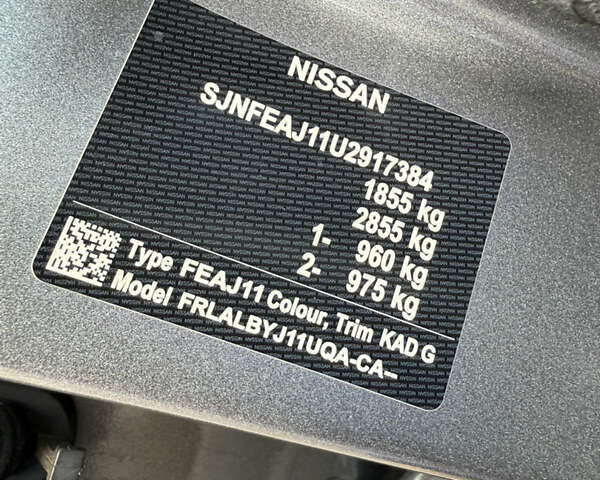 NISSAN
SJNFEAJ11U2917384
1855 kg
2855 kg
1- 960 kg
2- 975 kg
Type FEAJ11 Colour, Trim KAD G
Model FRLALBYJ11UQA-CA--